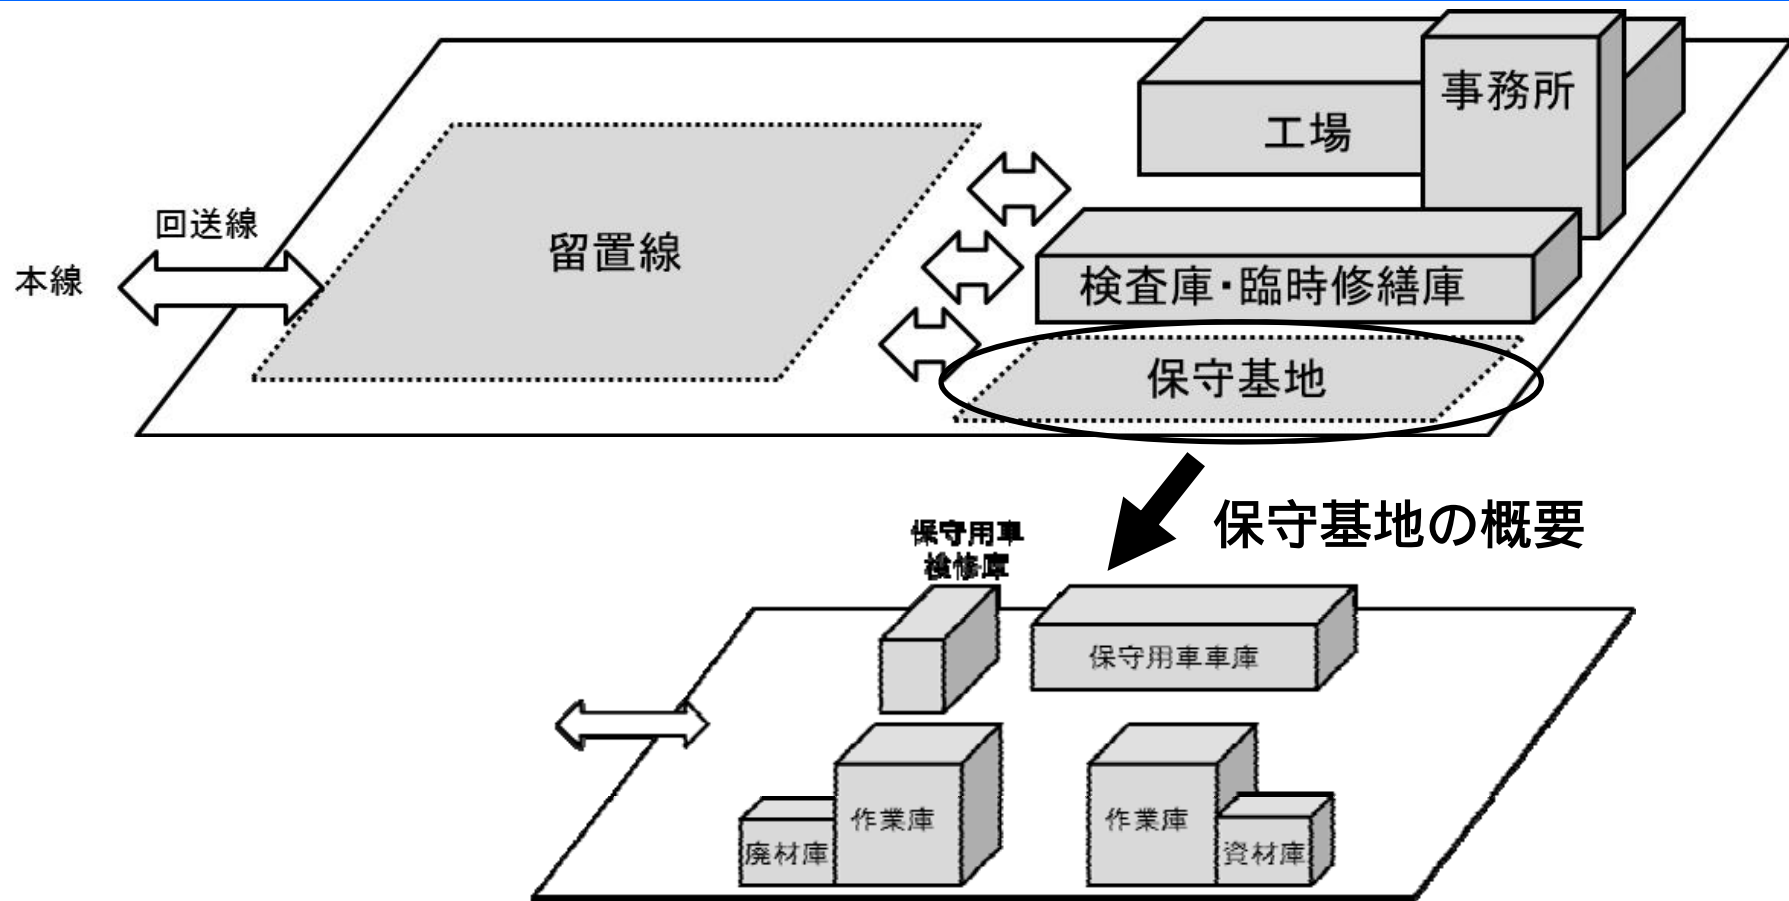 事務所
工場
回送線
留置線
本線
検査庫・臨時修繕庫
保守基地
保守基地の概要
保守用車
検修庫
保守用車車庫
作業庫
作業庫
廃材庫
資材庫